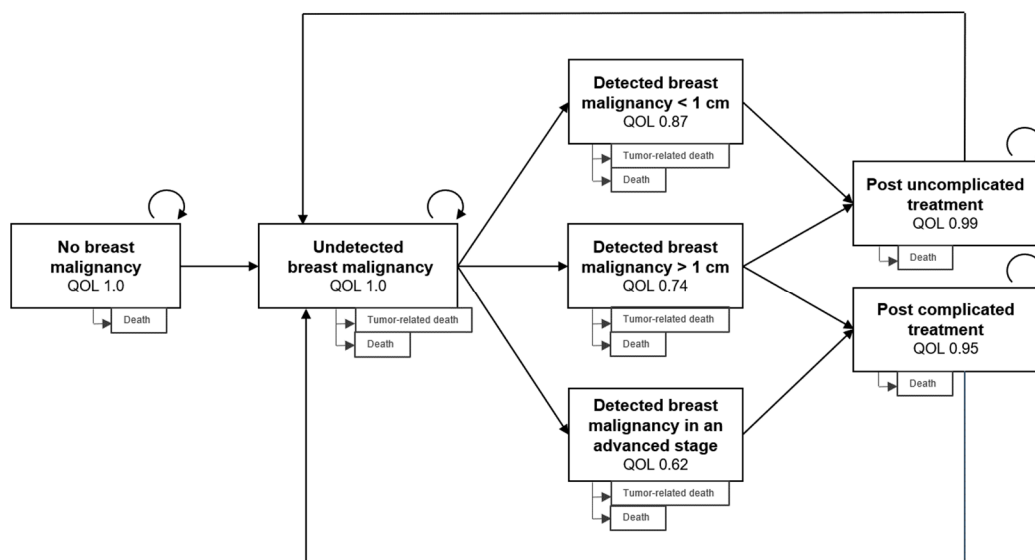 No breast
malignancy
QOL 1.0
Death
Undetected
breast malignancy
QOL 1.0
Tumor-related death
Death
Detected breast
malignancy < 1 cm
QOL 0.87
Tumor-related death
Death
Detected breast
malignancy > 1 cm
QOL 0.74
Tumor-related death
Death
Detected breast
malignancy in an
advanced stage
QOL 0.62
Tumor-related death
Death
Post uncomplicated
treatment
QOL 0.99
Death
Post complicated
treatment
QOL 0.95
Death